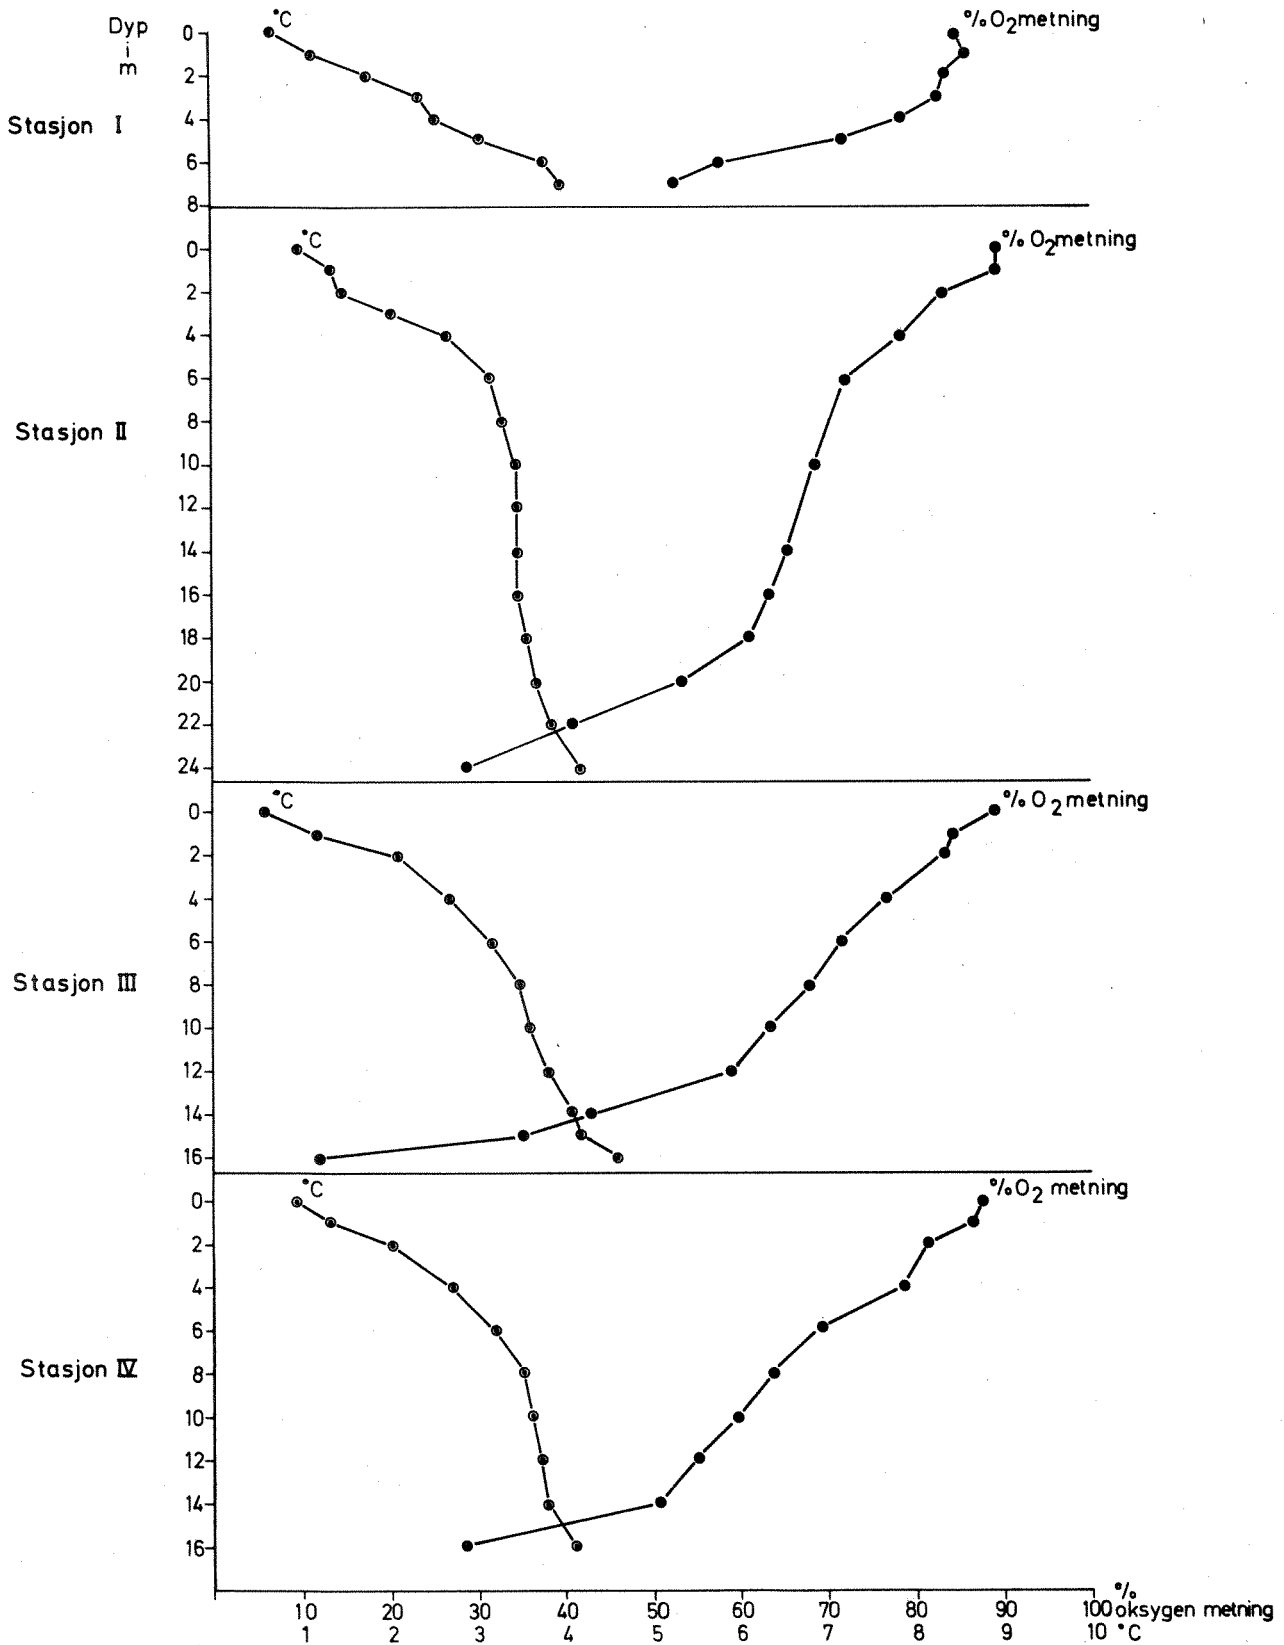 Dyp
i
m
°C
% O2 metning
0
2
4
6
8
Stasjon I
°C
% O2 metning
0
2
4
6
8
10
12
14
16
18
20
22
24
Stasjon II
°C
% O2 metning
0
2
4
6
8
10
12
14
16
Stasjon III
°C
% O2 metning
0
2
4
6
8
10
12
14
16
Stasjon IV
10 20 30 40 50 60 70 80 90 100 % oksygen metning
1 2 3 4 5 6 7 8 9 10 °C